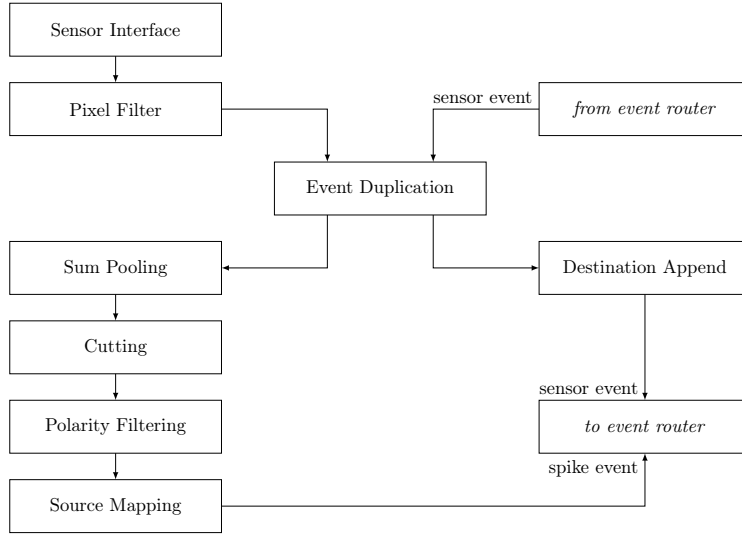 Sensor Interface
Pixel Filter
sensor event
from event router
Event Duplication
Sum Pooling
Destination Append
Cutting
sensor event
Polarity Filtering
to event router
spike event
Source Mapping